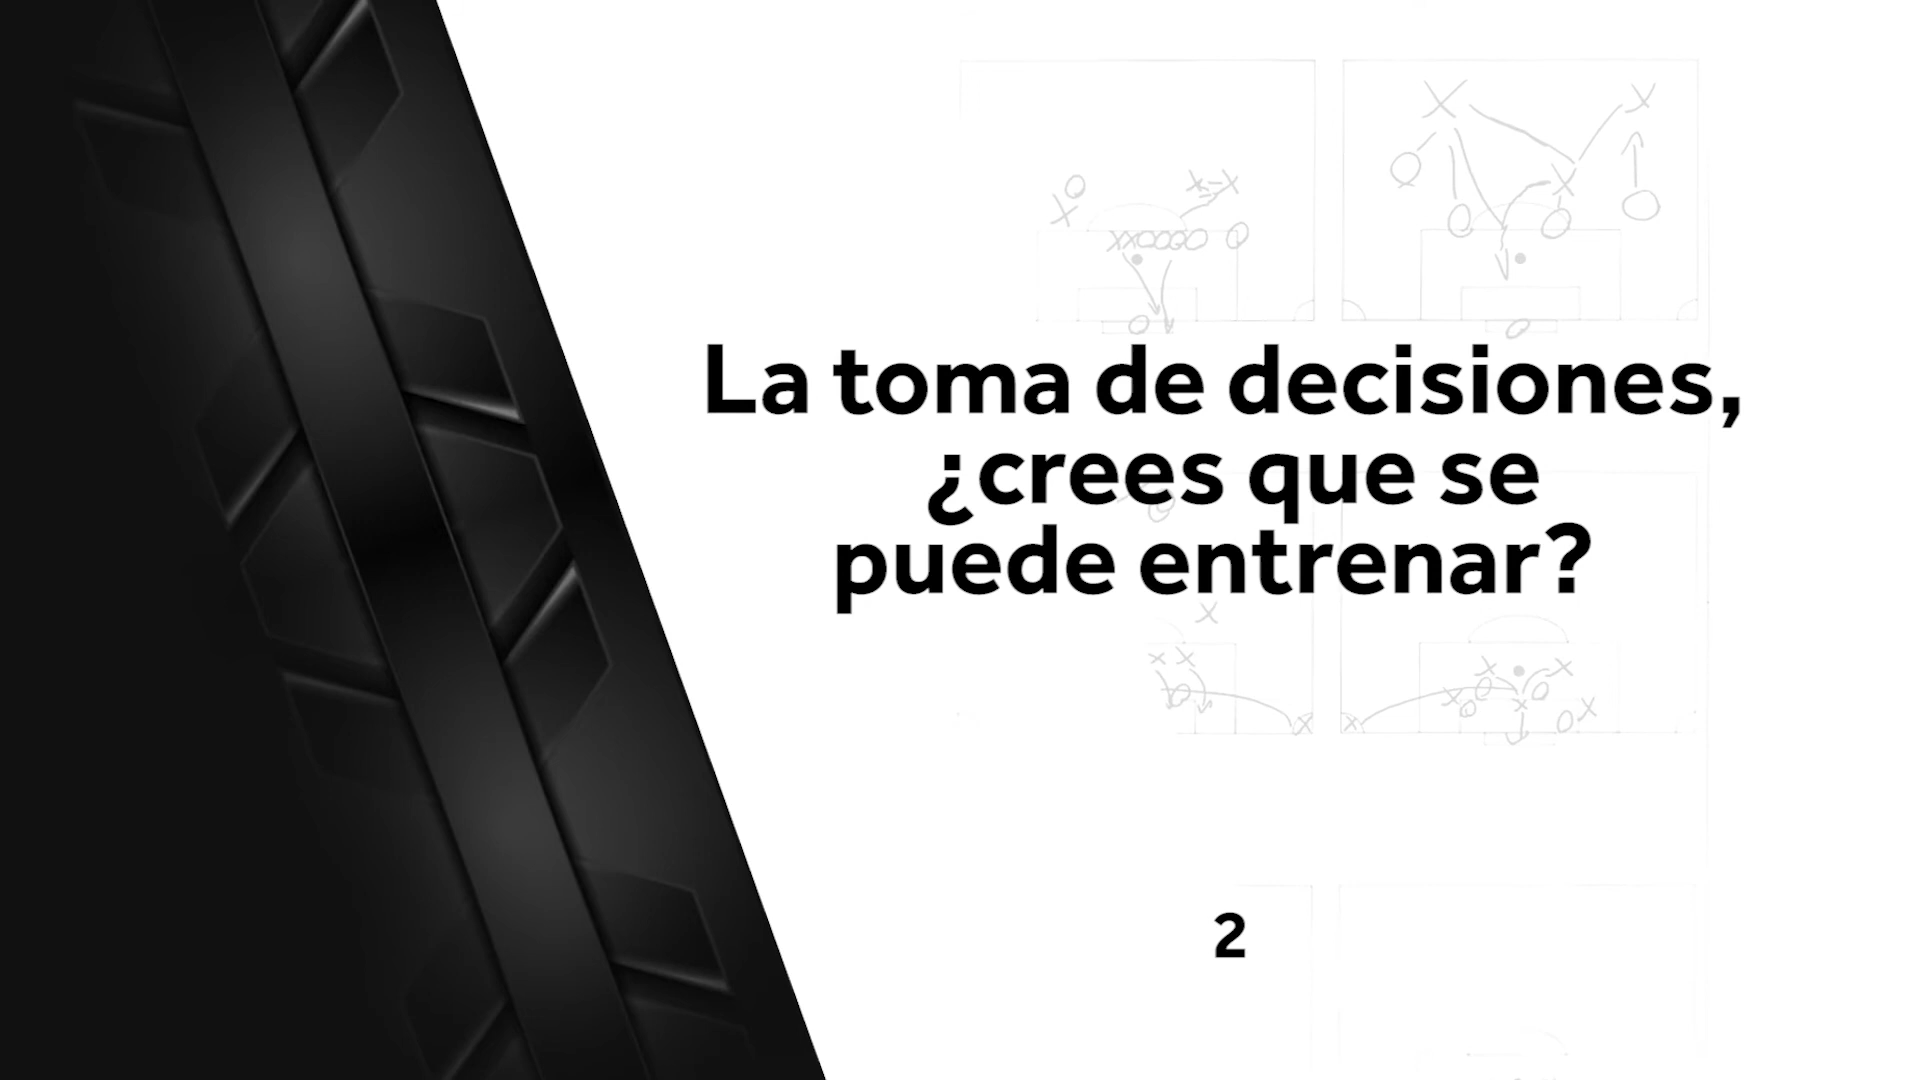 La toma de decisiones,
¿crees que se
puede entrenar?
2